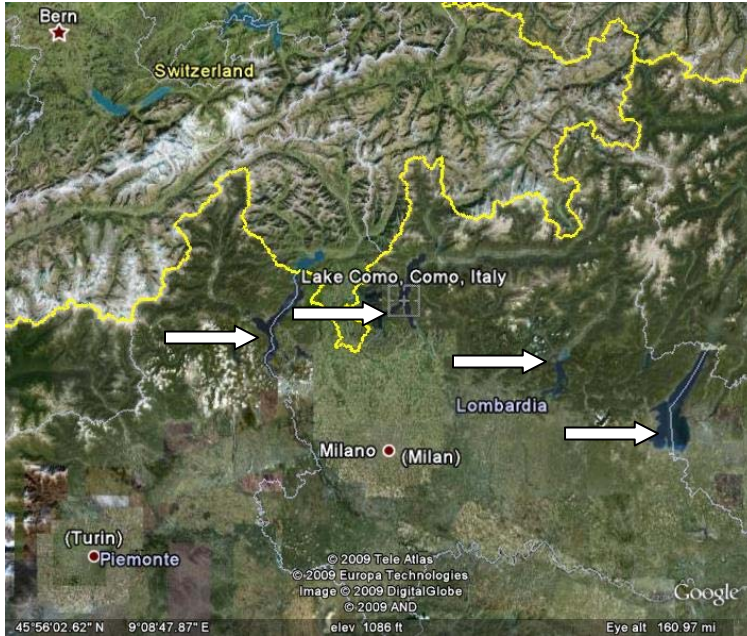 Bern
Switzerland
Lake Como, Como, Italy
Lombardia
Milano (Milan)
(Turin)
Piemonte
© 2009 Tele Atlas
© 2009 Europa Technologies
Image © 2009 DigitalGlobe
© 2009 AND
Google
45°56'02.62" N 9°08'47.87" E elev 1086 ft Eye alt 160.97 mi